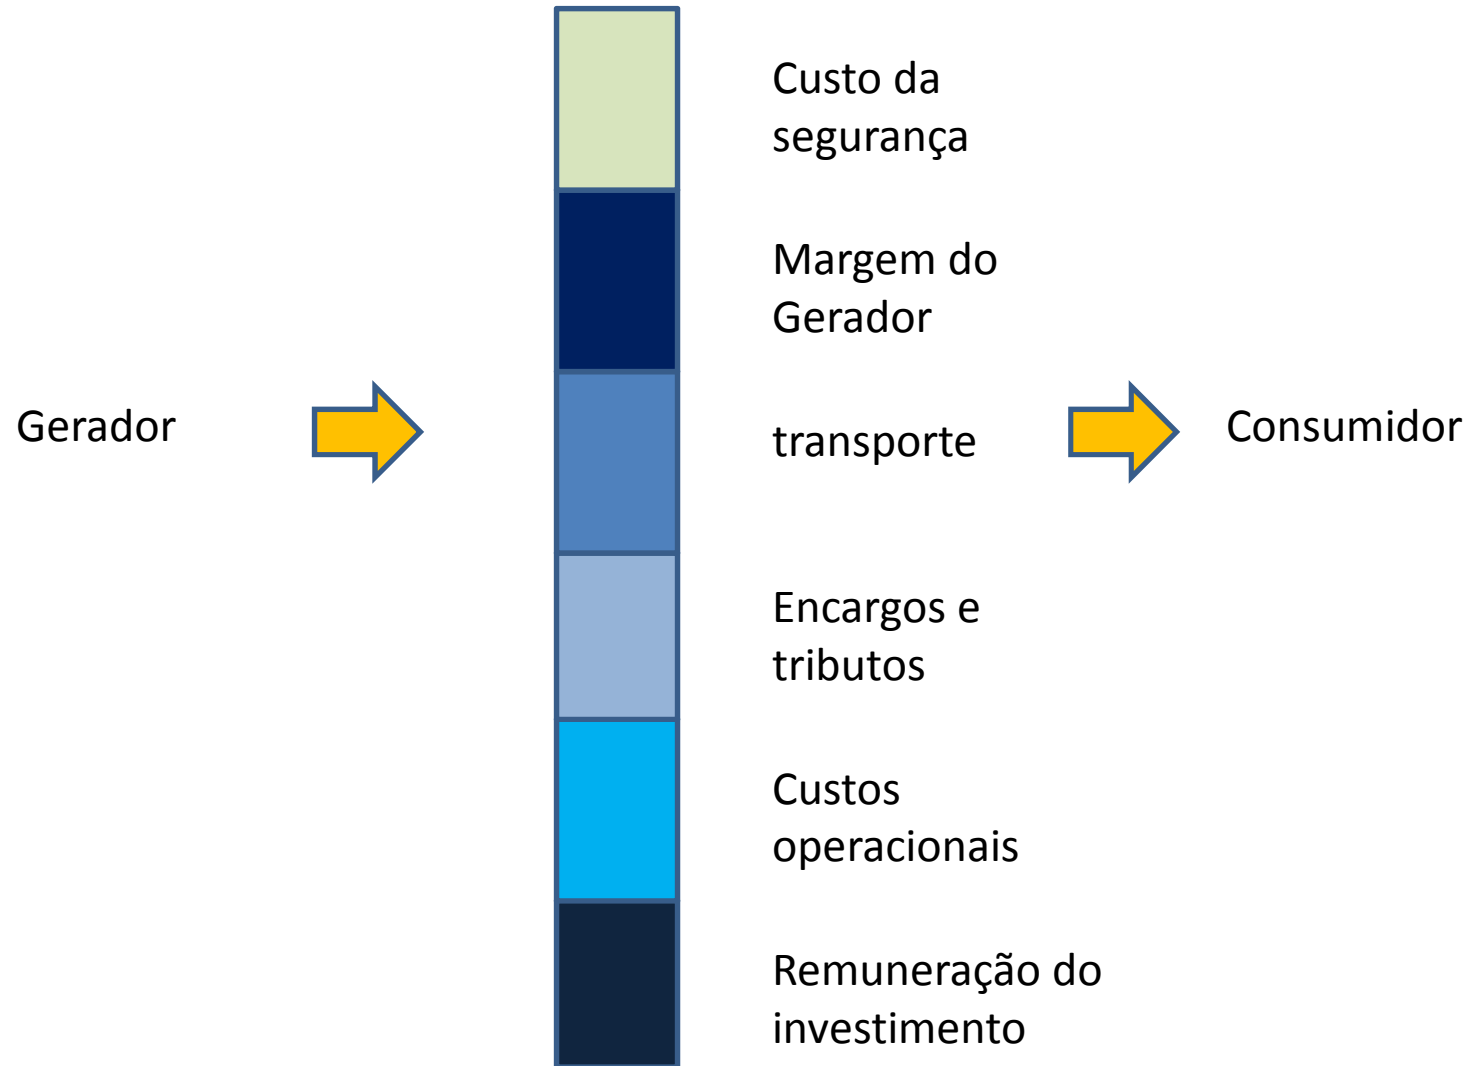 Custo da
segurança
Margem do
Gerador
Gerador
transporte
Consumidor
Encargos e
tributos
Custos
operacionais
Remuneração do
investimento